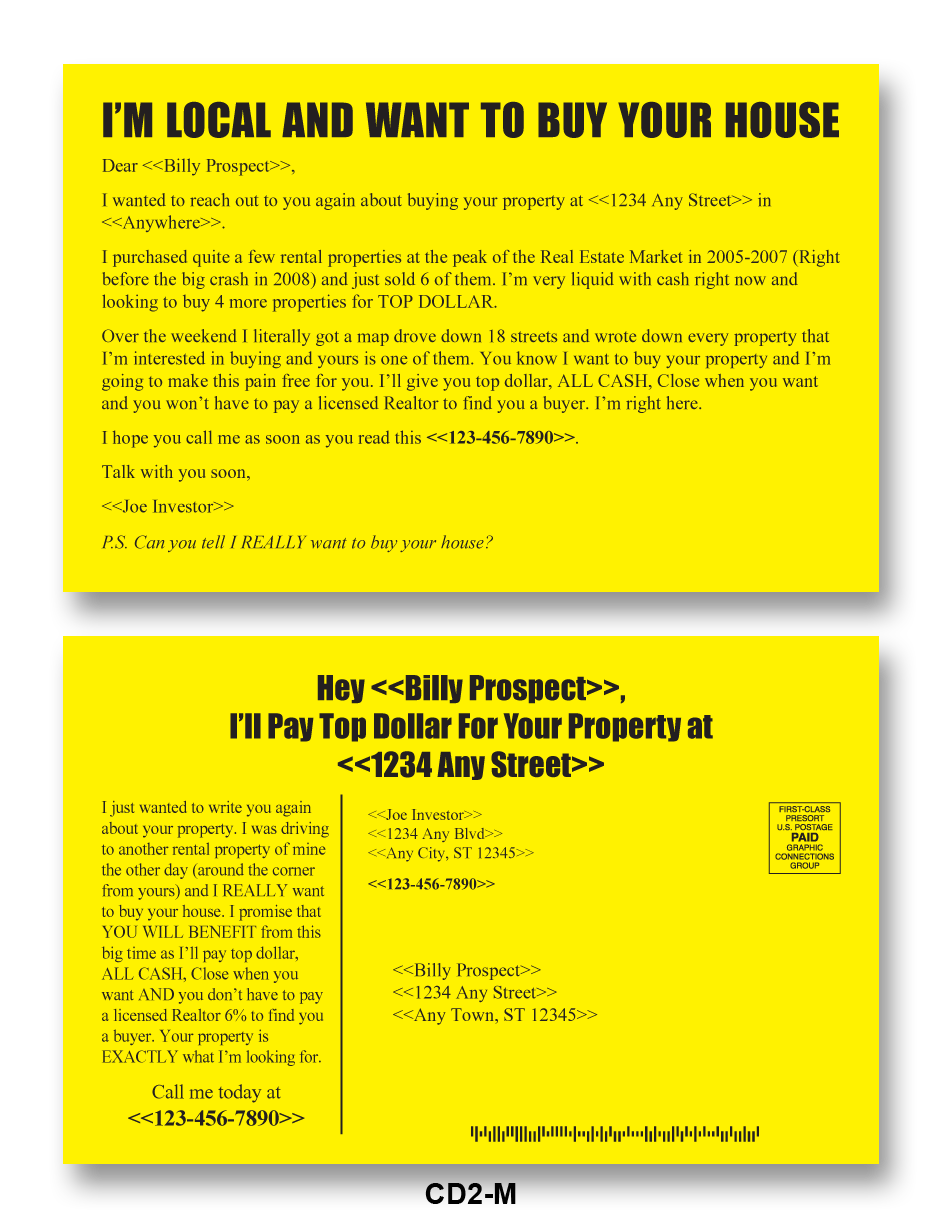 I’M LOCAL AND WANT TO BUY YOUR HOUSE
Dear <<Billy Prospect>>,
I wanted to reach out to you again about buying your property at <<1234 Any Street>> in
<<Anywhere>>.
I purchased quite a few rental properties at the peak of the Real Estate Market in 2005-2007 (Right
before the big crash in 2008) and just sold 6 of them. I’m very liquid with cash right now and
looking to buy 4 more properties for TOP DOLLAR.
Over the weekend I literally got a map drove down 18 streets and wrote down every property that
I’m interested in buying and yours is one of them. You know I want to buy your property and I’m
going to make this pain free for you. I’ll give you top dollar, ALL CASH, Close when you want
and you won’t have to pay a licensed Realtor to find you a buyer. I’m right here.
I hope you call me as soon as you read this <<123-456-7890>>.
Talk with you soon,
<<Joe Investor>>
P.S. Can you tell I REALLY want to buy your house?
Hey <<Billy Prospect>>,
I’ll Pay Top Dollar For Your Property at
<<1234 Any Street>>
I just wanted to write you again
about your property. I was driving
to another rental property of mine
the other day (around the corner
from yours) and I REALLY want
to buy your house. I promise that
YOU WILL BENEFIT from this
big time as I’ll pay top dollar,
ALL CASH, Close when you
want AND you don’t have to pay
a licensed Realtor 6% to find you
a buyer. Your property is
EXACTLY what I’m looking for.
Call me today at
<<123-456-7890>>
<<Joe Investor>>
<<1234 Any Blvd>>
<<Any City, ST 12345>>
<<123-456-7890>>
FIRST-CLASS
PRESORT
U.S. POSTAGE
PAID
GRAPHIC
CONNECTIONS
GROUP
<<Billy Prospect>>
<<1234 Any Street>>
<<Any Town, ST 12345>>
CD2-M